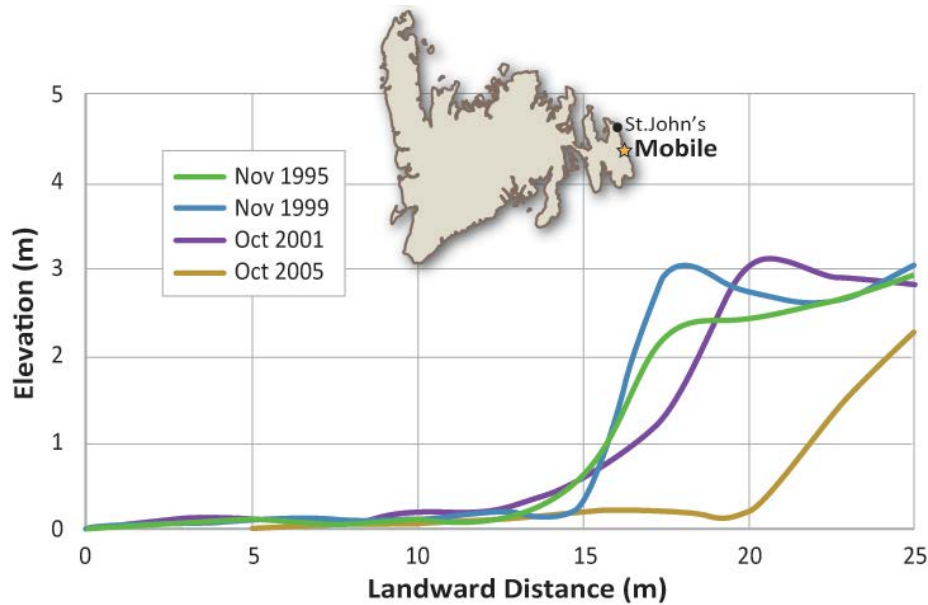 St.John's
Mobile
Nov 1995
Nov 1999
Oct 2001
Oct 2005
Elevation (m)
5
4
3
2
1
0
0 5 10 15 20 25
Landward Distance (m)